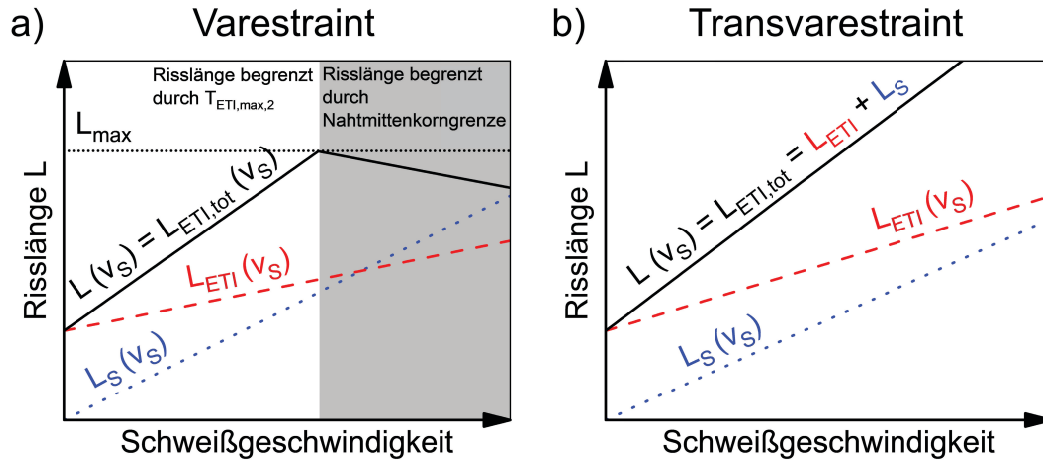 a) Varestraint
Risslänge begrenzt
durch T_ETI,max,2
Risslänge begrenzt
durch
Nahtmittenkorngrenze
L_max
L (v_S) = L_ETI,tot (v_S)
L_ETI (v_S)
L_S (v_S)
Risslänge L
Schweißgeschwindigkeit
b) Transvarestraint
L (v_S) = L_ETI,tot = L_ETI + L_S
L_ETI (v_S)
L_S (v_S)
Risslänge L
Schweißgeschwindigkeit